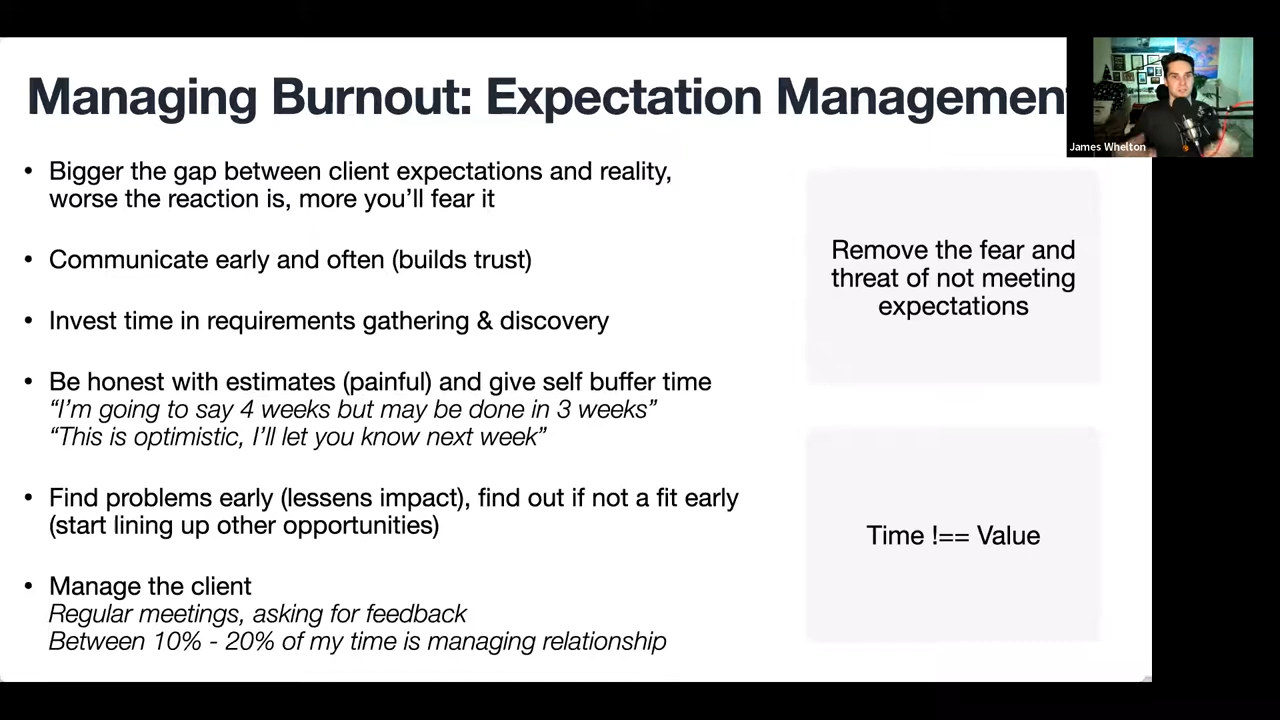 Managing Burnout: Expectation Management
James Whelton
• Bigger the gap between client expectations and reality,
worse the reaction is, more you’ll fear it
• Communicate early and often (builds trust)
• Invest time in requirements gathering & discovery
• Be honest with estimates (painful) and give self buffer time
“I’m going to say 4 weeks but may be done in 3 weeks”
“This is optimistic, I’ll let you know next week”
• Find problems early (lessens impact), find out if not a fit early
(start lining up other opportunities)
• Manage the client
Regular meetings, asking for feedback
Between 10% - 20% of my time is managing relationship
Remove the fear and
threat of not meeting
expectations
Time !== Value